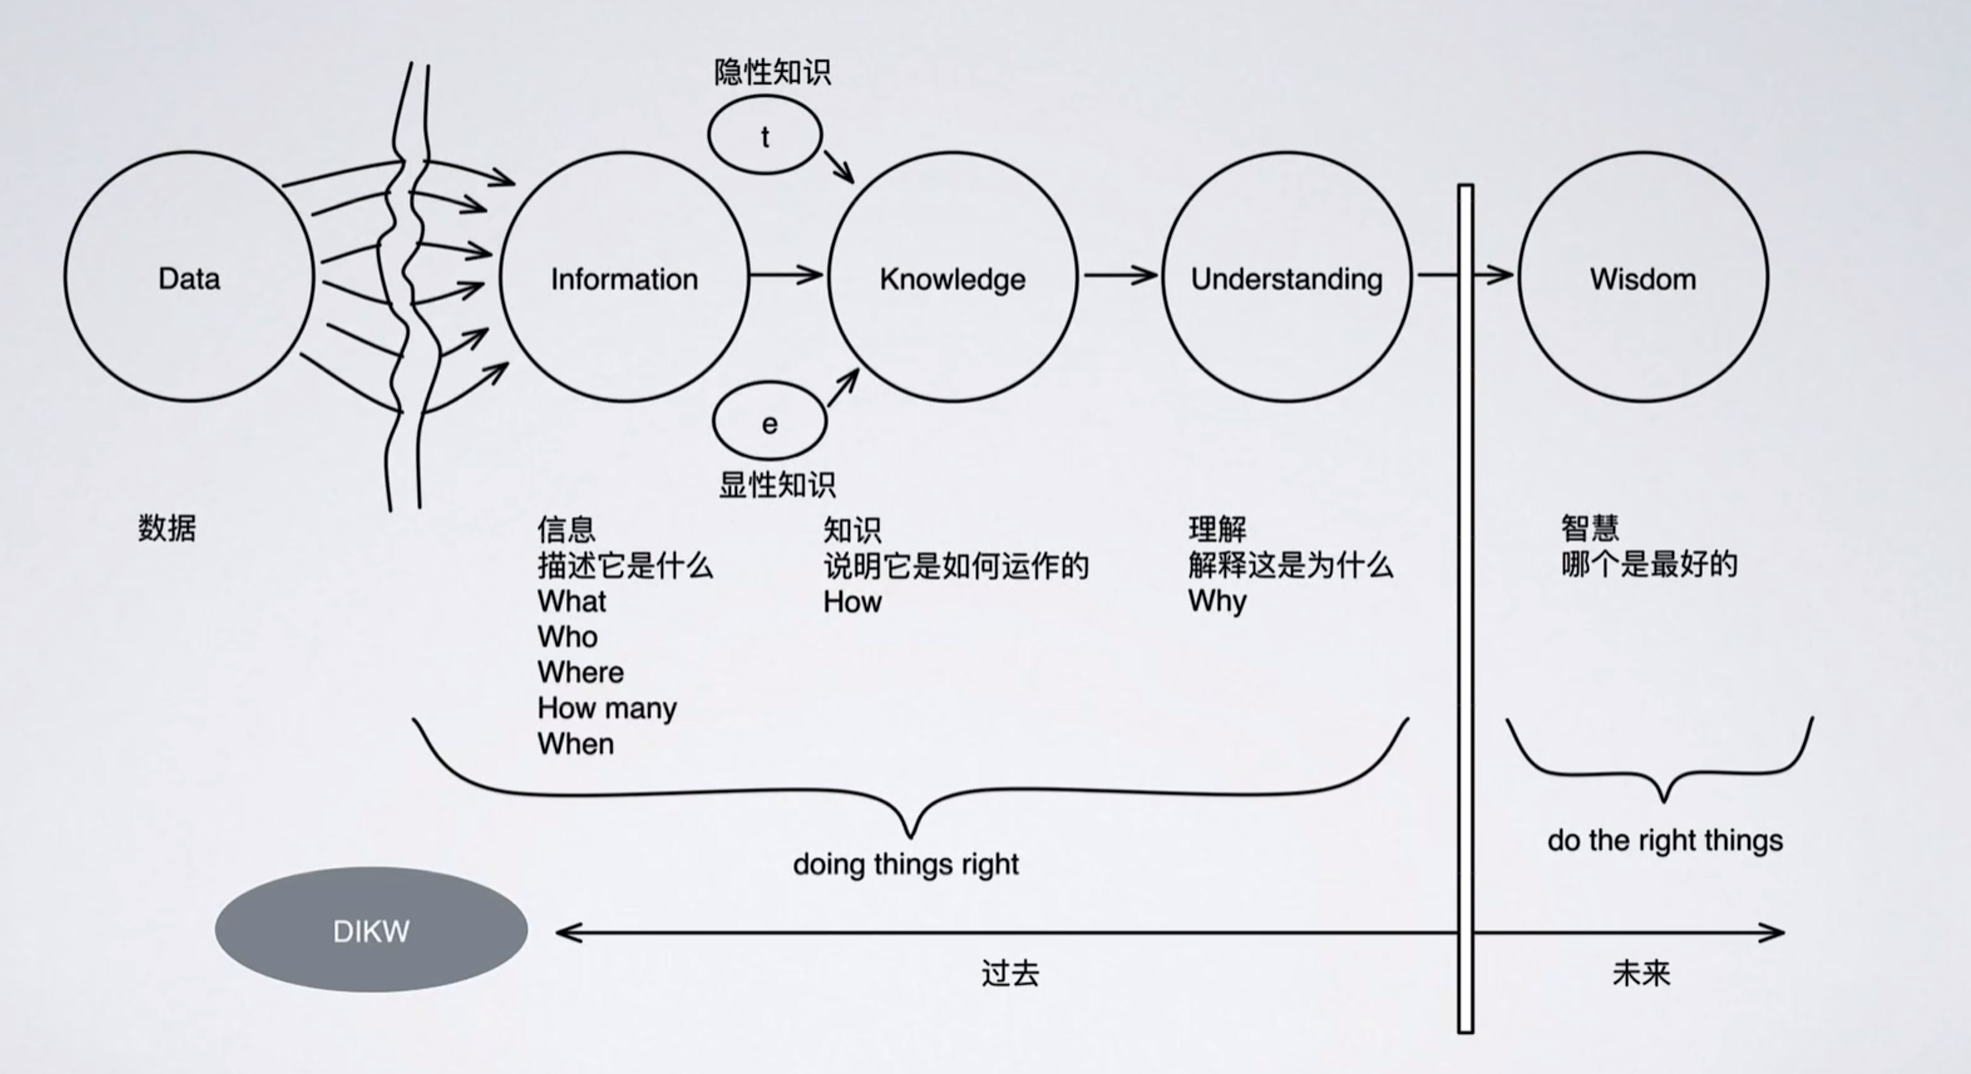 隐性知识
t
Data
Information
Knowledge
Understanding
Wisdom
e
显性知识
数据
信息
描述它是什么
What
Who
Where
How many
When
知识
说明它是如何运作的
How
理解
解释这是为什么
Why
智慧
哪个是最好的
doing things right
do the right things
DIKW
过去
未来